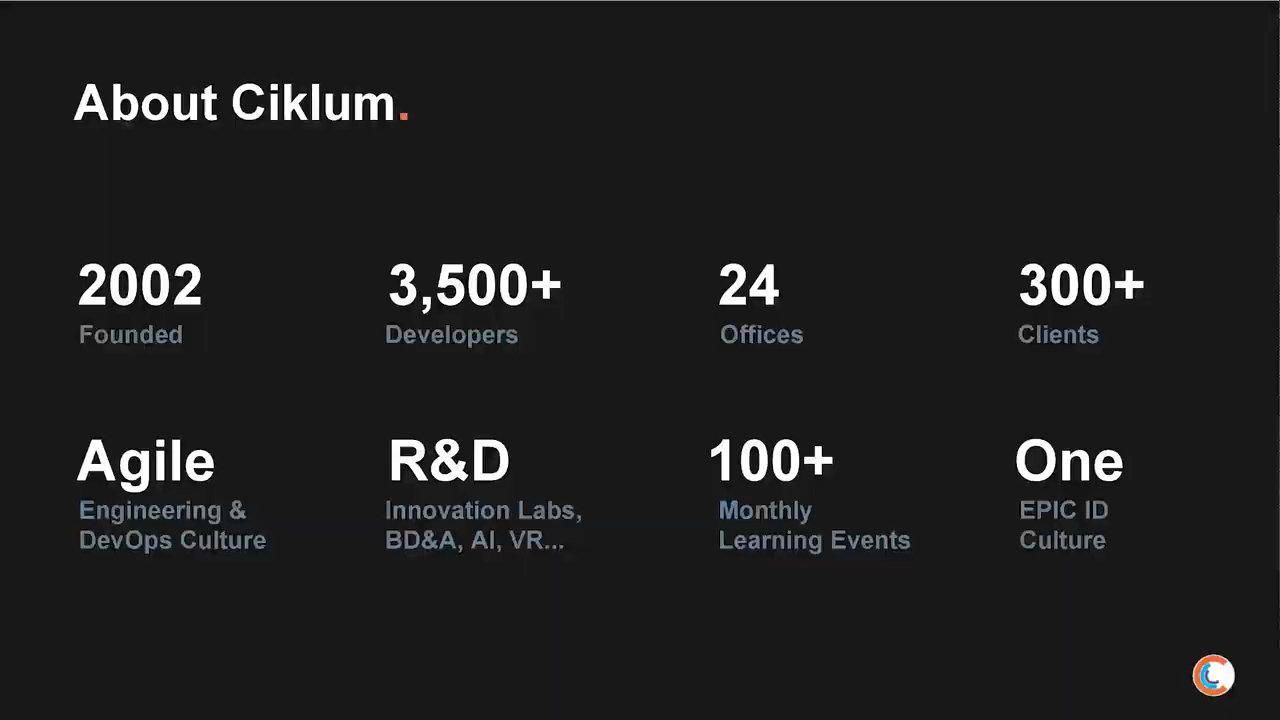 About Ciklum.
2002
Founded
3,500+
Developers
24
Offices
300+
Clients
Agile
Engineering &
DevOps Culture
R&D
Innovation Labs,
BD&A, AI, VR...
100+
Monthly
Learning Events
One
EPIC ID
Culture